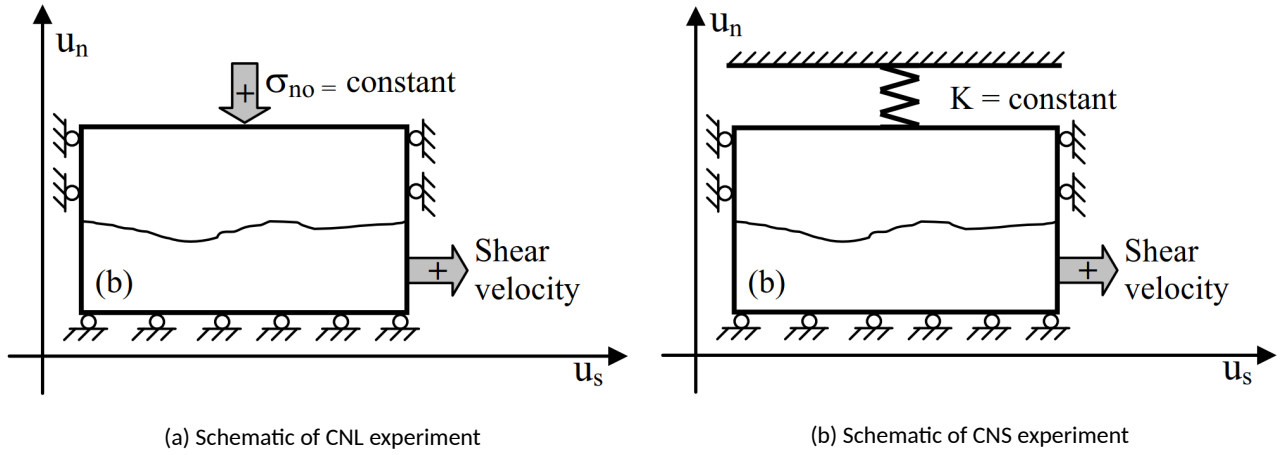 uₙ
σₙₒ = constant
(b)
Shear
velocity
uₛ
(a) Schematic of CNL experiment
uₙ
K = constant
(b)
Shear
velocity
uₛ
(b) Schematic of CNS experiment